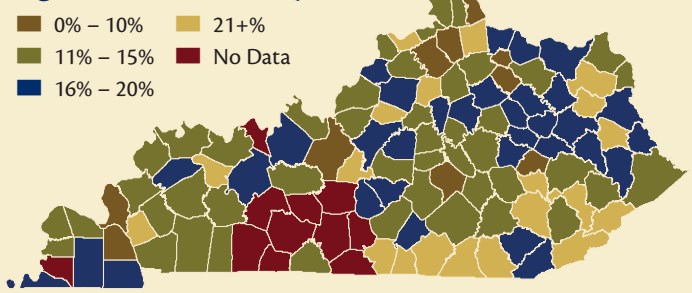 0% – 10%
11% – 15%
16% – 20%
21+%
No Data